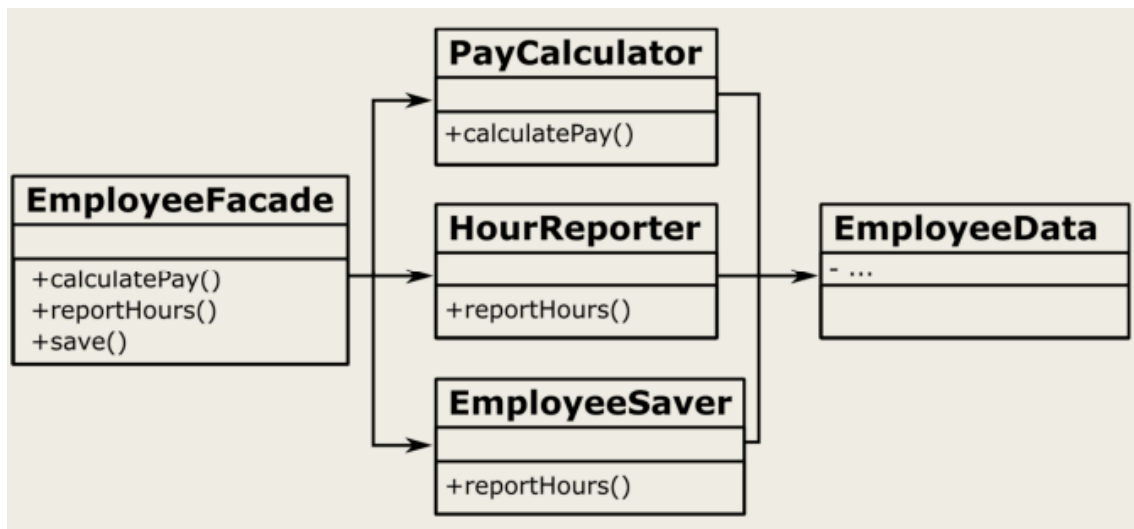 PayCalculator
+calculatePay()
EmployeeFacade
+calculatePay()
+reportHours()
+save()
HourReporter
+reportHours()
EmployeeData
- ...
EmployeeSaver
+reportHours()